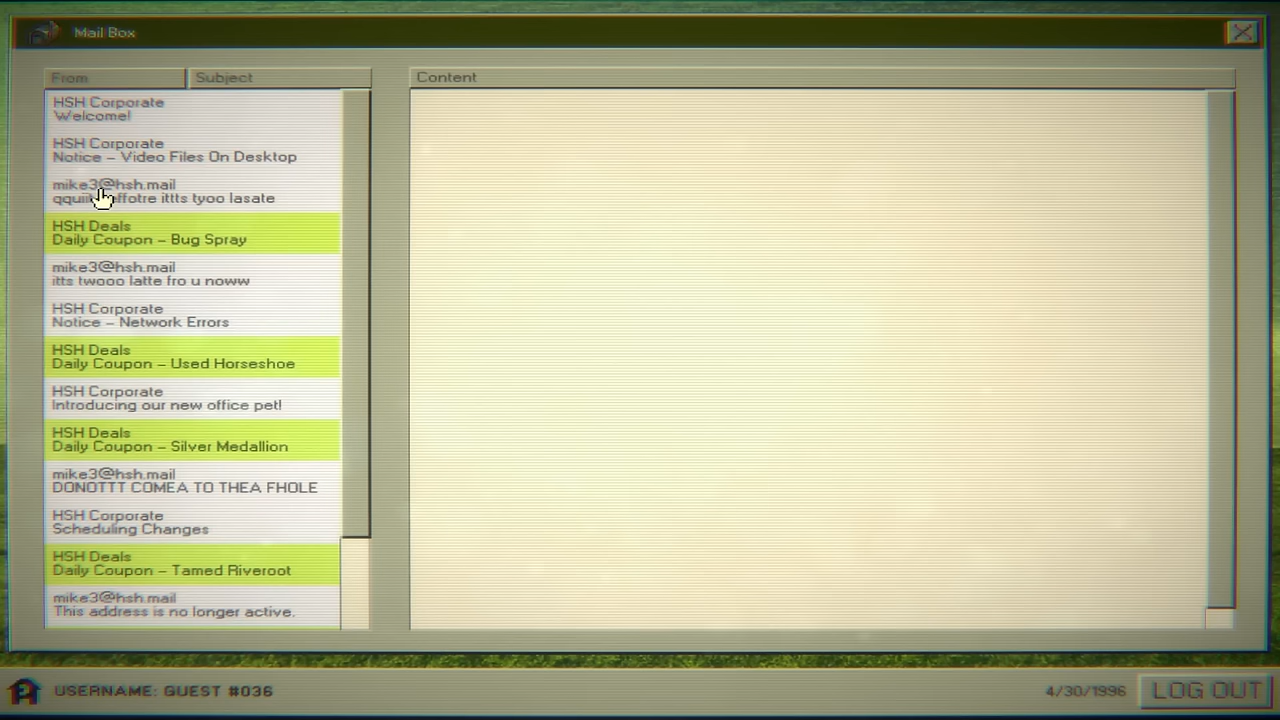 Mail Box
From
Subject
Content
HSH Corporate
Welcome!
HSH Corporate
Notice – Video Files On Desktop
mike3@hsh.mail
ittts tyoo lasate
HSH Deals
Daily Coupon – Bug Spray
mike3@hsh.mail
itts twooo latte fro u noww
HSH Corporate
Notice – Network Errors
HSH Deals
Daily Coupon – Used Horseshoe
HSH Corporate
Introducing our new office pet!
HSH Deals
Daily Coupon – Silver Medallion
mike3@hsh.mail
DONOTTT COMEA TO THEA FHOLE
HSH Corporate
Scheduling Changes
HSH Deals
Daily Coupon – Tamed Riveroot
mike3@hsh.mail
This address is no longer active.
USERNAME: GUEST #036
4/30/1996
LOG OUT